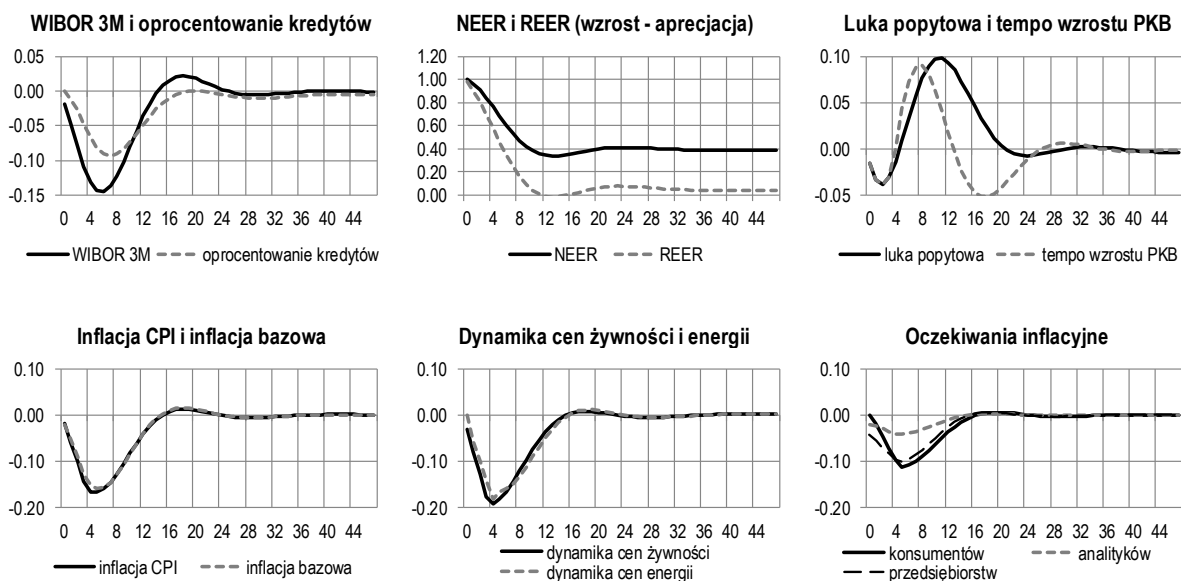 WIBOR 3M i oprocentowanie kredytów
0.05
0.00
-0.05
-0.10
-0.15
0 4 8 12 16 20 24 28 32 36 40 44
WIBOR 3M oprocentowanie kredytów
NEER i REER (wzrost - aprecjacja)
1.20
1.00
0.80
0.60
0.40
0.20
0.00
0 4 8 12 16 20 24 28 32 36 40 44
NEER REER
Luka popytowa i tempo wzrostu PKB
0.10
0.05
0.00
-0.05
0 4 8 12 16 20 24 28 32 36 40 44
luka popytowa tempo wzrostu PKB
Inflacja CPI i inflacja bazowa
0.10
0.00
-0.10
-0.20
0 4 8 12 16 20 24 28 32 36 40 44
inflacja CPI inflacja bazowa
Dynamika cen żywności i energii
0.10
0.00
-0.10
-0.20
0 4 8 12 16 20 24 28 32 36 40 44
dynamika cen żywności
dynamika cen energii
Oczekiwania inflacyjne
0.10
0.00
-0.10
-0.20
0 4 8 12 16 20 24 28 32 36 40 44
konsumentów analityków
przedsiębiorstw